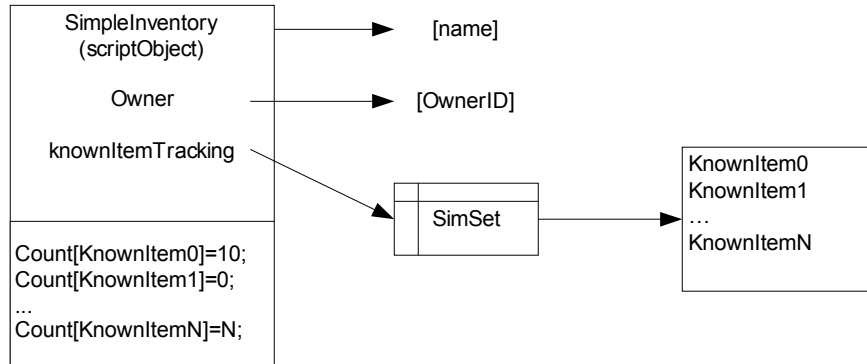 SimpleInventory
(scriptObject)
[name]
Owner
[OwnerID]
knownItemTracking
SimSet
KnownItem0
KnownItem1
...
KnownItemN
Count[KnownItem0]=10;
Count[KnownItem1]=0;
...
Count[KnownItemN]=N;